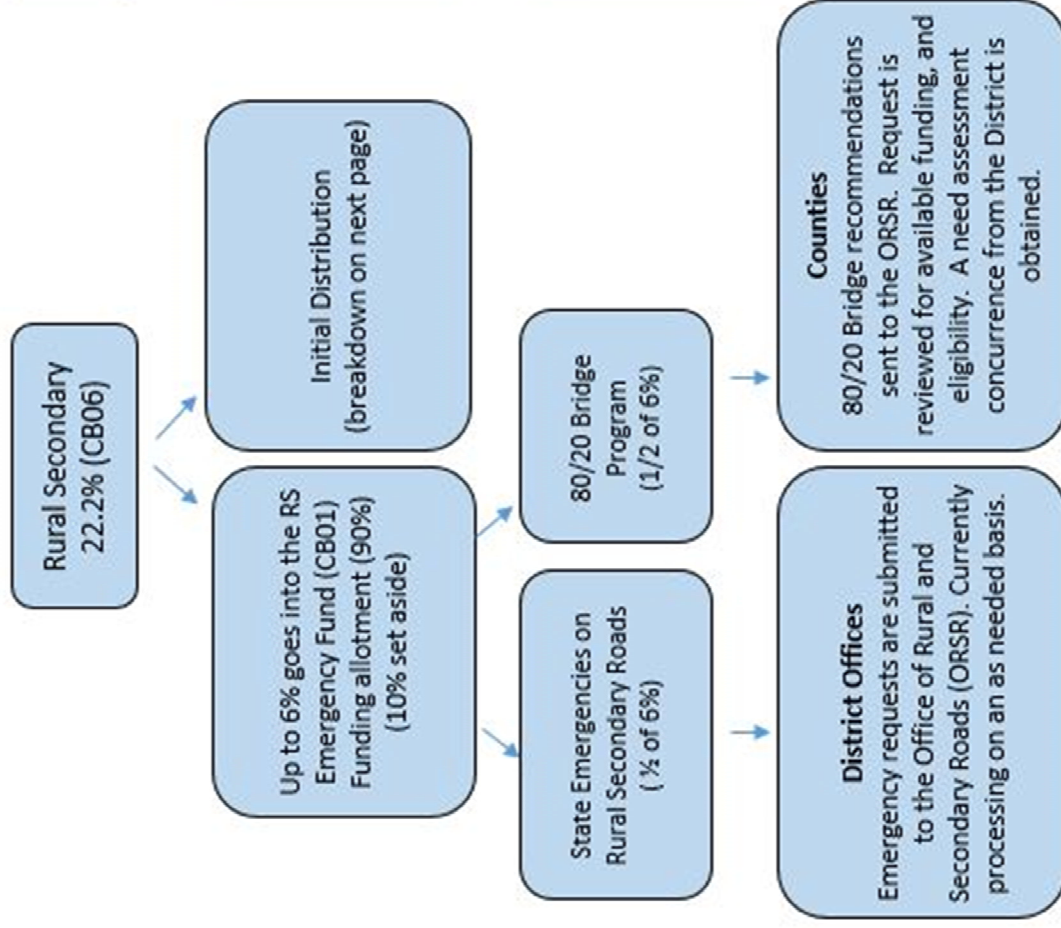 Rural Secondary
22.2% (CB06)
Up to 6% goes into the RS
Emergency Fund (CB01)
Funding allotment (90%)
(10% set aside)
Initial Distribution
(breakdown on next page)
State Emergencies on
Rural Secondary Roads
( ½ of 6%)
80/20 Bridge
Program
(1/2 of 6%)
District Offices
Emergency requests are submitted
to the Office of Rural and
Secondary Roads (ORSR). Currently
processing on an as needed basis.
Counties
80/20 Bridge recommendations
sent to the ORSR. Request is
reviewed for available funding, and
eligibility. A need assessment
concurrence from the District is
obtained.